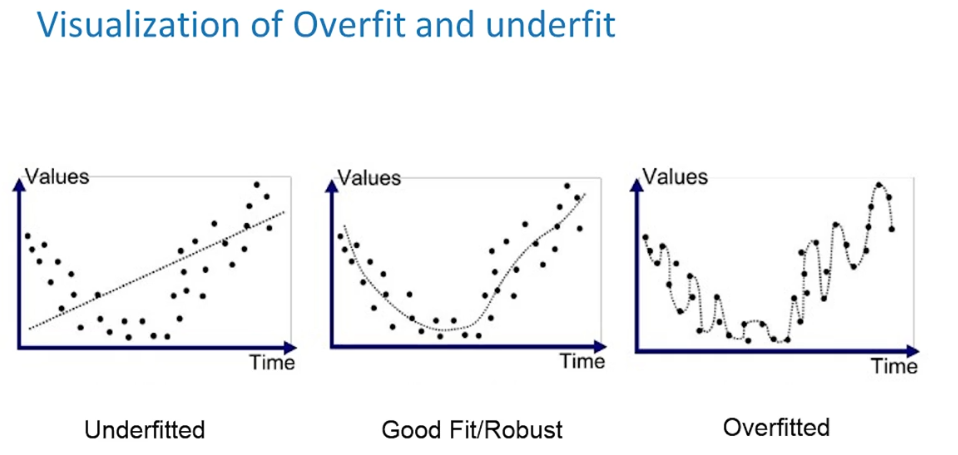 Visualization of Overfit and underfit
Values
Time
Underfitted
Values
Time
Good Fit/Robust
Values
Time
Overfitted